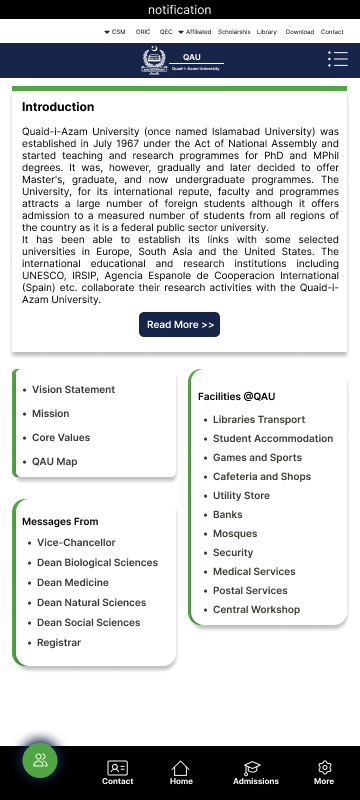 notification
CSM ORIC QEC Affiliated Scholarshis Library Download Contact
QAU
Quaid-i-Azam University
Introduction
Quaid-i-Azam University (once named Islamabad University) was
established in July 1967 under the Act of National Assembly and
started teaching and research programmes for PhD and MPhil
degrees. It was, however, gradually and later decided to offer
Master's, graduate, and now undergraduate programmes. The
University, for its international repute, faculty and programmes
attracts a large number of foreign students although it offers
admission to a measured number of students from all regions of
the country as it is a federal public sector university.
It has been able to establish its links with some selected
universities in Europe, South Asia and the United States. The
international educational and research institutions including
UNESCO, IRSIP, Agencia Espanole de Cooperacion International
(Spain) etc. collaborate their research activities with the Quaid-i-
Azam University.
Read More >>
• Vision Statement
• Mission
• Core Values
• QAU Map
Messages From
• Vice-Chancellor
• Dean Biological Sciences
• Dean Medicine
• Dean Natural Sciences
• Dean Social Sciences
• Registrar
Facilities @QAU
• Libraries Transport
• Student Accommodation
• Games and Sports
• Cafeteria and Shops
• Utility Store
• Banks
• Mosques
• Security
• Medical Services
• Postal Services
• Central Workshop
Contact Home Admissions More